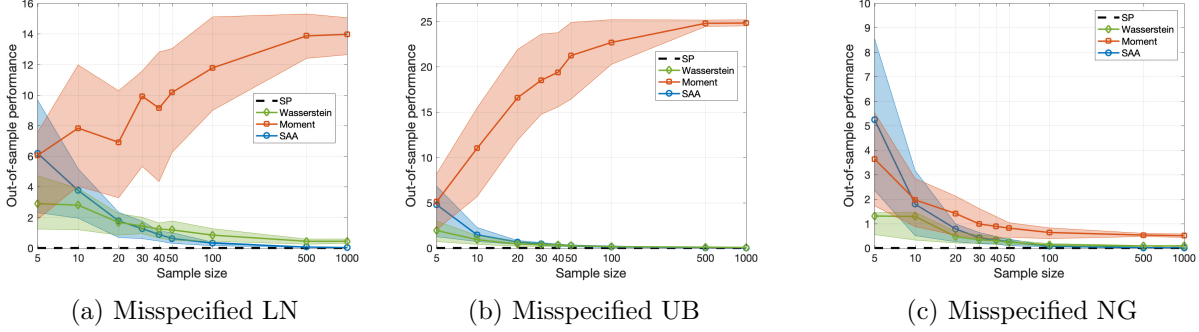 16
14
12
10
8
6
4
2
0
Out-of-sample performance
SP
Wasserstein
Moment
SAA
5 10 20 30 40 50 100 500 1000
Sample size
(a) Misspecified LN
25
20
15
10
5
0
Out-of-sample performance
SP
Wasserstein
Moment
SAA
5 10 20 30 40 50 100 500 1000
Sample size
(b) Misspecified UB
10
9
8
7
6
5
4
3
2
1
0
Out-of-sample performance
SP
Wasserstein
Moment
SAA
5 10 20 30 40 50 100 500 1000
Sample size
(c) Misspecified NG